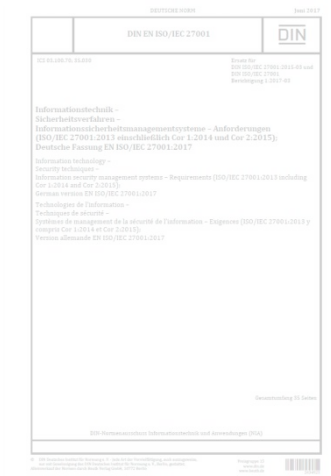 DEUTSCHE NORM
Juni 2017
DIN EN ISO/IEC 27001
DIN
ICS 03.100.70; 35.030
Ersatz für
DIN ISO/IEC 27001:2015-03 und
DIN ISO/IEC 27001
Berichtigung 1:2017-03
Informationstechnik –
Sicherheitsverfahren –
Informationssicherheitsmanagementsysteme – Anforderungen
(ISO/IEC 27001:2013 einschließlich Cor 1:2014 und Cor 2:2015);
Deutsche Fassung EN ISO/IEC 27001:2017
Information technology –
Security techniques –
Information security management systems – Requirements (ISO/IEC 27001:2013 including
Cor 1:2014 and Cor 2:2015);
German version EN ISO/IEC 27001:2017
Technologies de l'information –
Techniques de sécurité –
Systèmes de management de la sécurité de l'information – Exigences (ISO/IEC 27001:2013 y
compris Cor 1:2014 et Cor 2:2015);
Version allemande EN ISO/IEC 27001:2017
Gesamtumfang 35 Seiten
DIN-Normenausschuss Informationstechnik und Anwendungen (NIA)